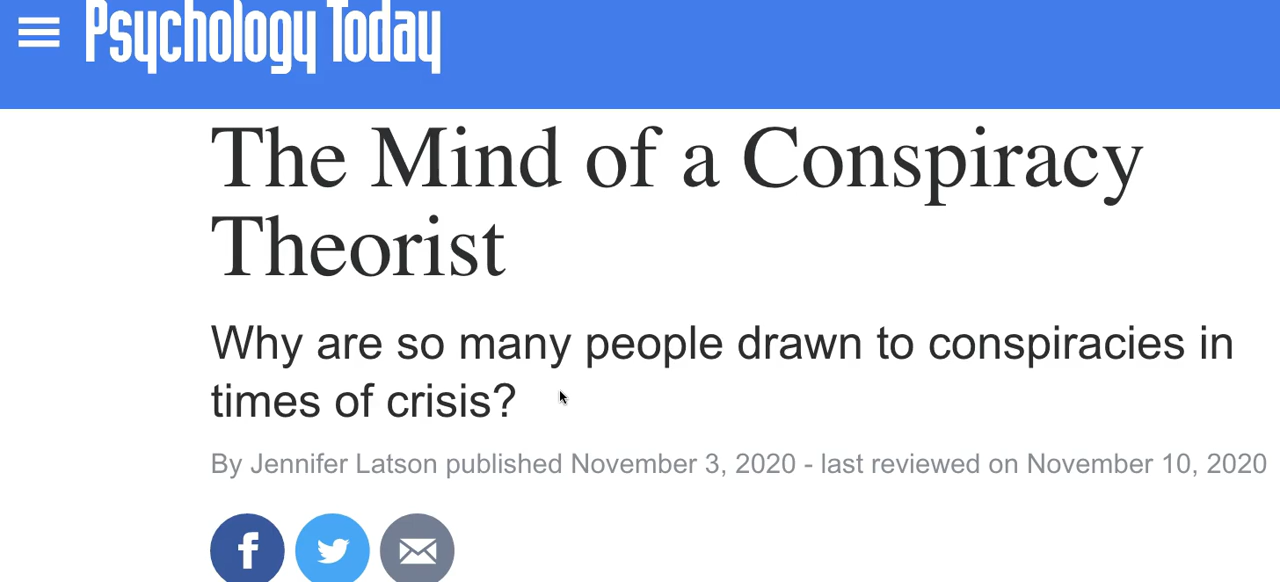 Psychology Today
The Mind of a Conspiracy
Theorist
Why are so many people drawn to conspiracies in
times of crisis?
By Jennifer Latson published November 3, 2020 - last reviewed on November 10, 2020
f